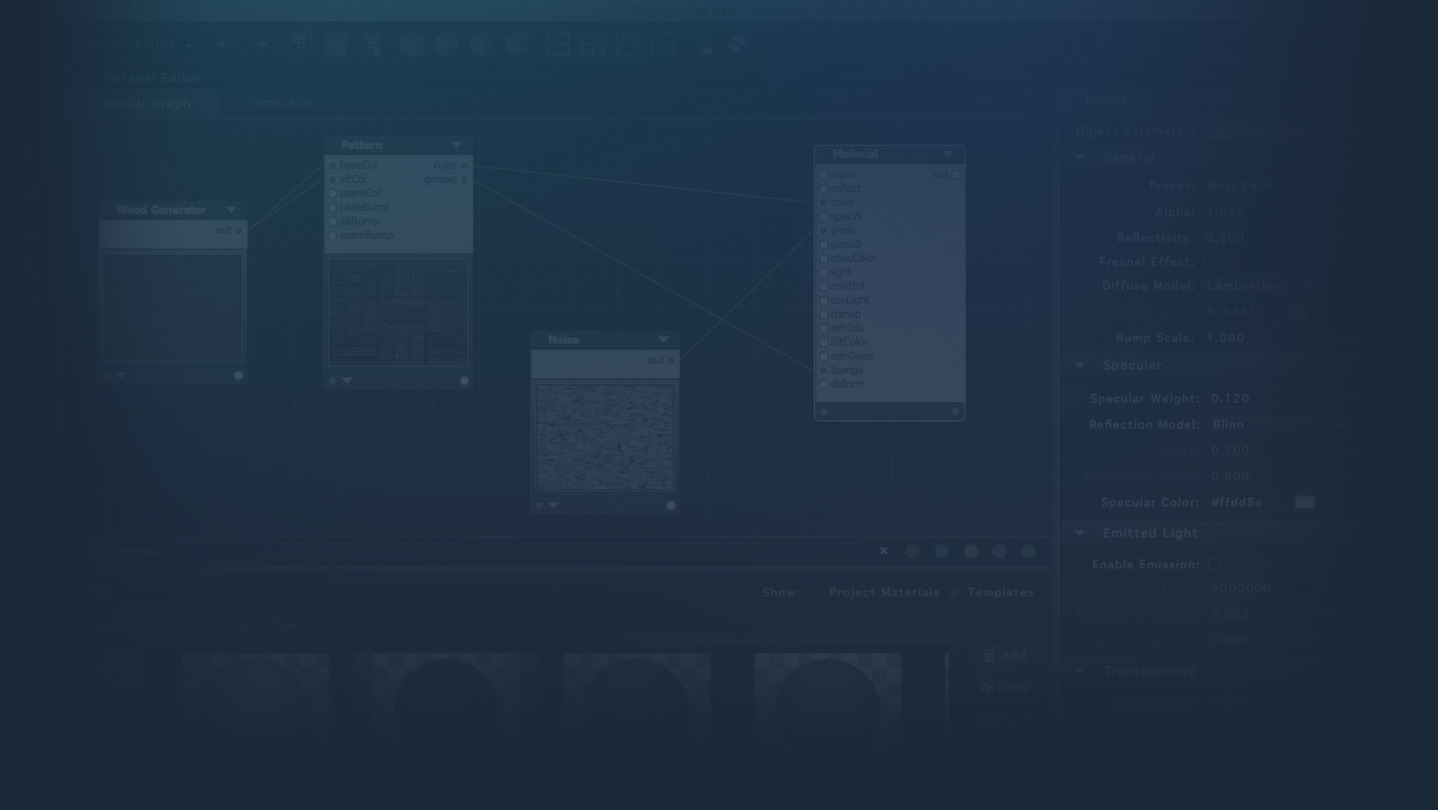 Material Editor
Material Graph
Template
Nodes
Object Parameters
General
Preset: Matt Paint
Alpha: 1.000
Reflectivity: 0.600
Fresnel Effect:
Diffuse Model: Lambertian
Bump Scale: 1.000
Specular
Specular Weight: 0.120
Reflection Model: Blinn
0.300
0.900
Specular Color: #ffdd8e
Emitted Light
Enable Emission:
#000000
2.000
0.000
Transparency
Wood Generator
out
Pattern
baseCol color
altCol groove
seamCol
baseBump
altBump
seamBump
Noise
out
Material
alpha out
reflect
color
specW
gloss
gloss2
specColor
light
emitInt
texLight
transp
refrIdx
filtColor
refrGloss
bumps
deform
Material
Show: Project Materials Templates
Add
Copy